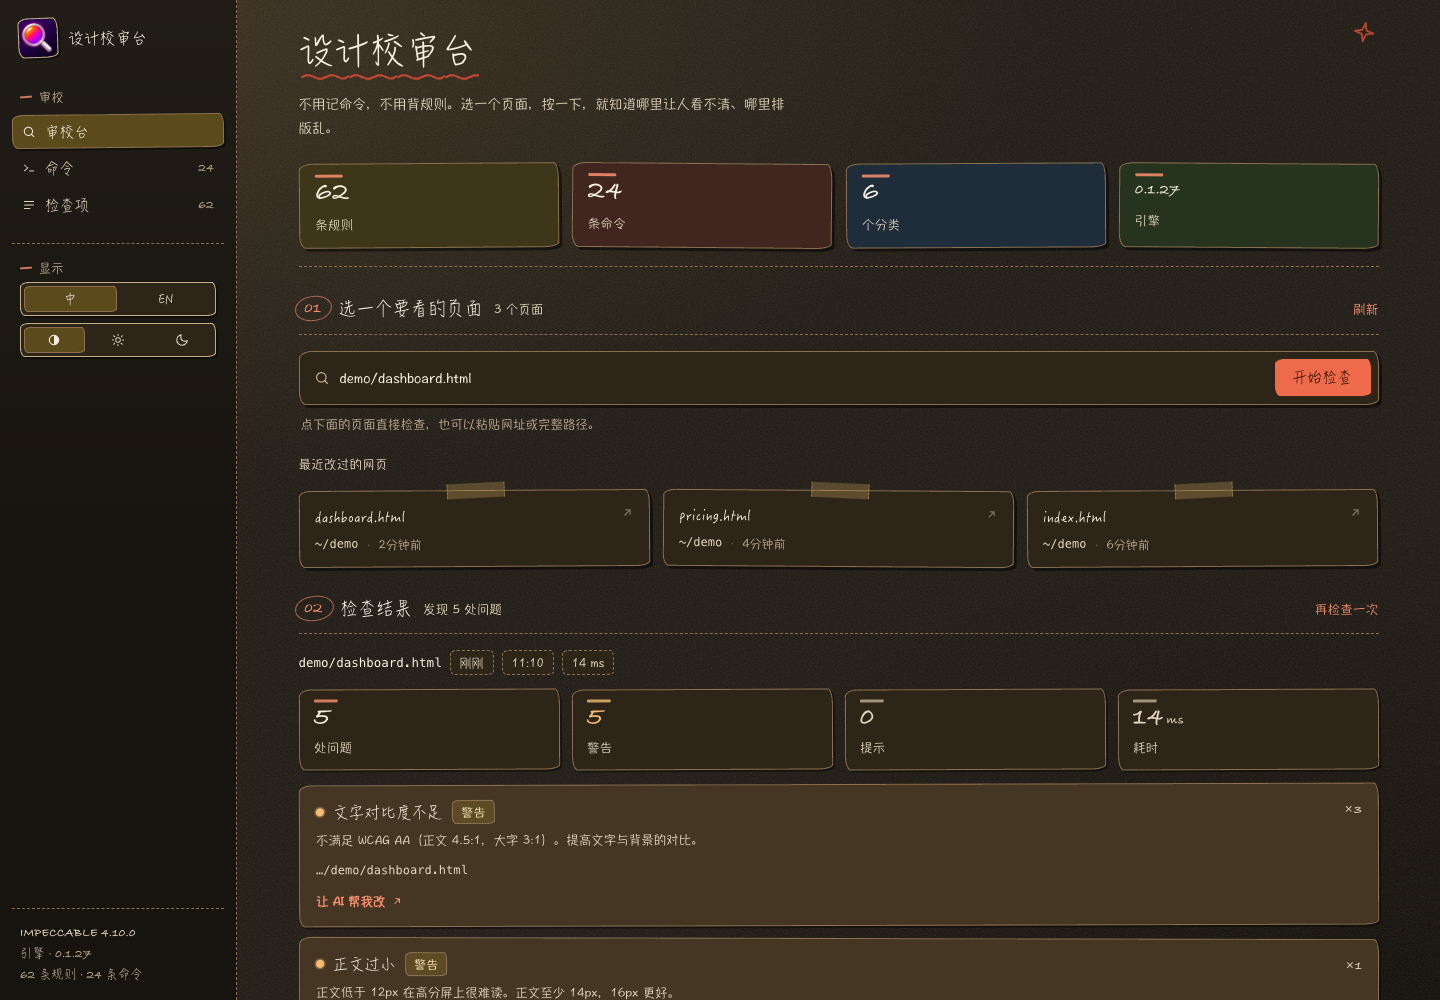 设计校审台
审校
审校台
命令 24
检查项 62
显示
中 EN
IMPECCABLE 4.10.0
引擎 · 0.1.27
62 条规则 · 24 条命令
设计校审台
不用记命令，不用背规则。选一个页面，按一下，就知道哪里让人看不清、哪里排
版乱。
62
条规则
24
条命令
6
个分类
0.1.27
引擎
01 选一个要看的页面 3 个页面 刷新
demo/dashboard.html 开始检查
点下面的页面直接检查，也可以粘贴网址或完整路径。
最近改过的网页
dashboard.html
~/demo · 2分钟前
pricing.html
~/demo · 4分钟前
index.html
~/demo · 6分钟前
02 检查结果 发现 5 处问题 再检查一次
demo/dashboard.html 刚刚 11:10 14 ms
5
处问题
5
警告
0
提示
14 ms
耗时
文字对比度不足 警告 ×3
不满足 WCAG AA（正文 4.5:1，大字 3:1）。提高文字与背景的对比。
…/demo/dashboard.html
让 AI 帮我改 ↗
正文过小 警告 ×1
正文低于 12px 在高分屏上很难读。正文至少 14px，16px 更好。